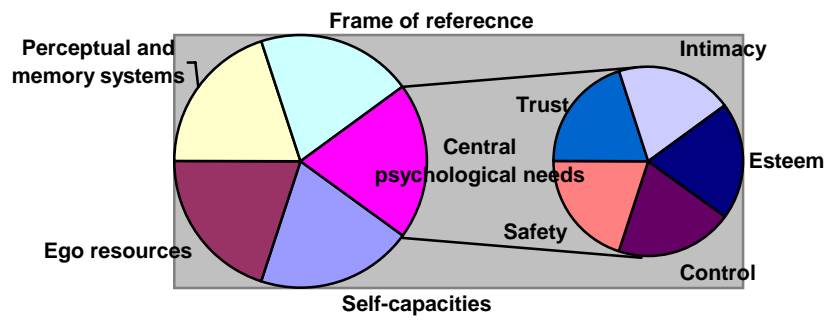 Frame of referecnce
Perceptual and
memory systems
Intimacy
Trust
Central
psychological needs
Esteem
Safety
Ego resources
Control
Self-capacities